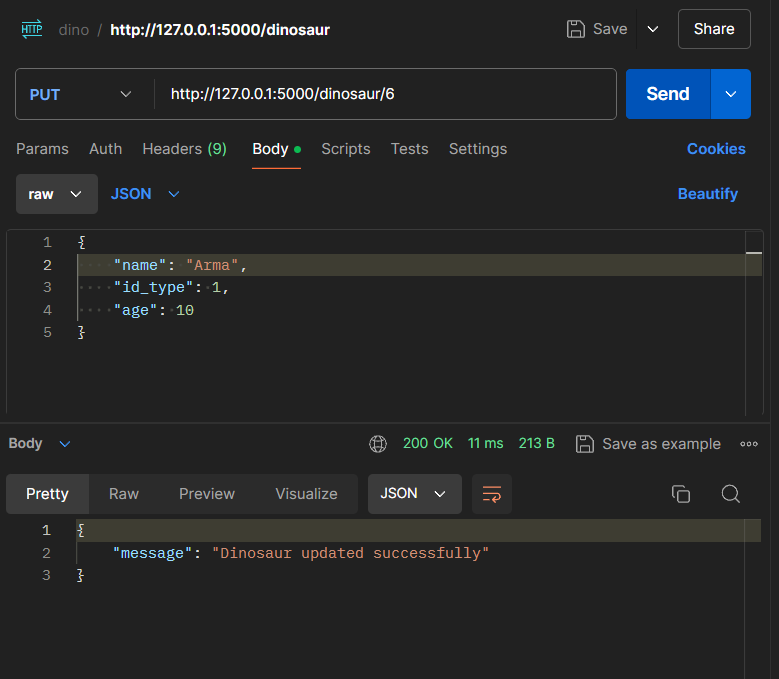 HTTP dino / http://127.0.0.1:5000/dinosaur Save Share
PUT http://127.0.0.1:5000/dinosaur/6 Send
Params Auth Headers (9) Body Scripts Tests Settings Cookies
raw JSON Beautify
1 {
2 "name": "Arma",
3 "id_type": 1,
4 "age": 10
5 }
Body 200 OK 11 ms 213 B Save as example
Pretty Raw Preview Visualize JSON
1 {
2 "message": "Dinosaur updated successfully"
3 }